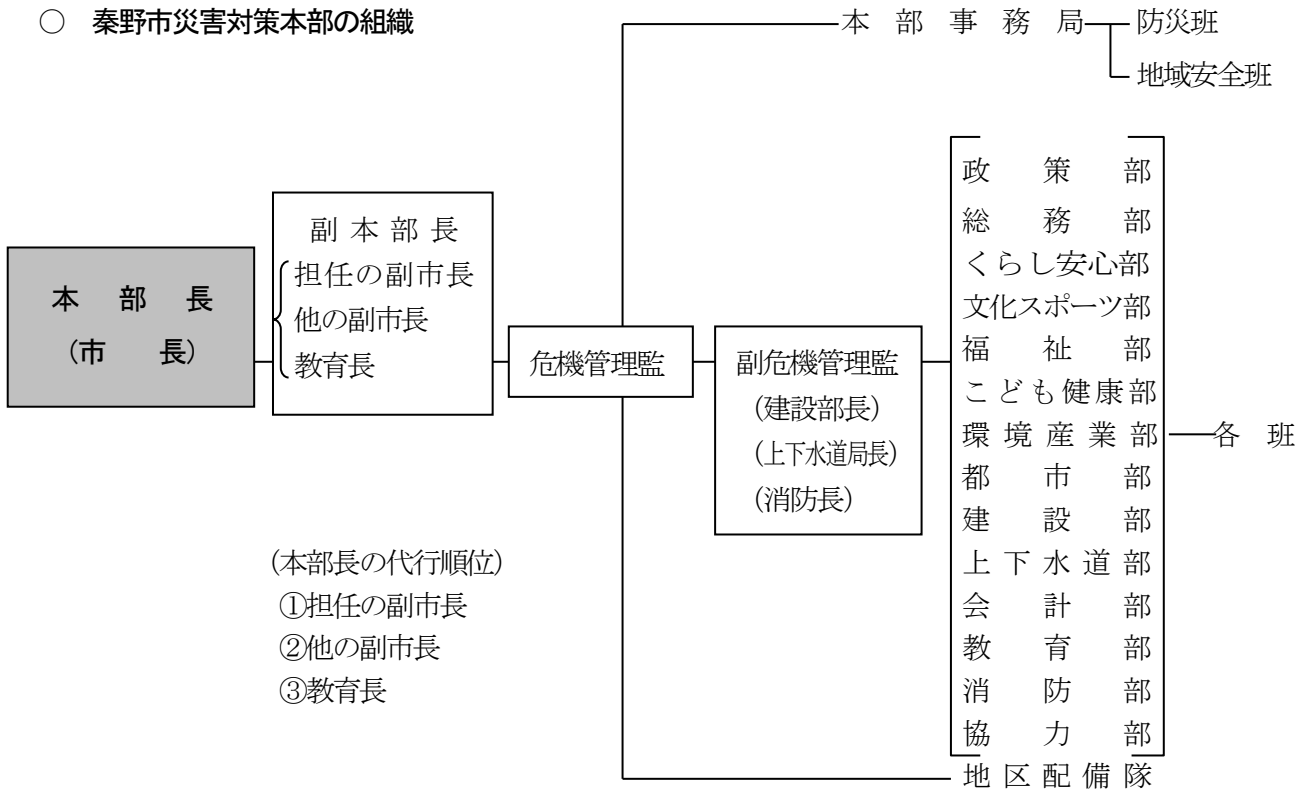 ○ 秦野市災害対策本部の組織
本部事務局
防災班
地域安全班
本部長
(市長)
副本部長
担任の副市長
他の副市長
教育長
危機管理監
副危機管理監
(建設部長)
(上下水道局長)
(消防長)
政策部
総務部
くらし安心部
文化スポーツ部
福祉部
こども健康部
環境産業部
都市部
建設部
上下水道部
会計部
教育部
消防部
協力部
各班
地区配備隊
(本部長の代行順位)
①担任の副市長
②他の副市長
③教育長